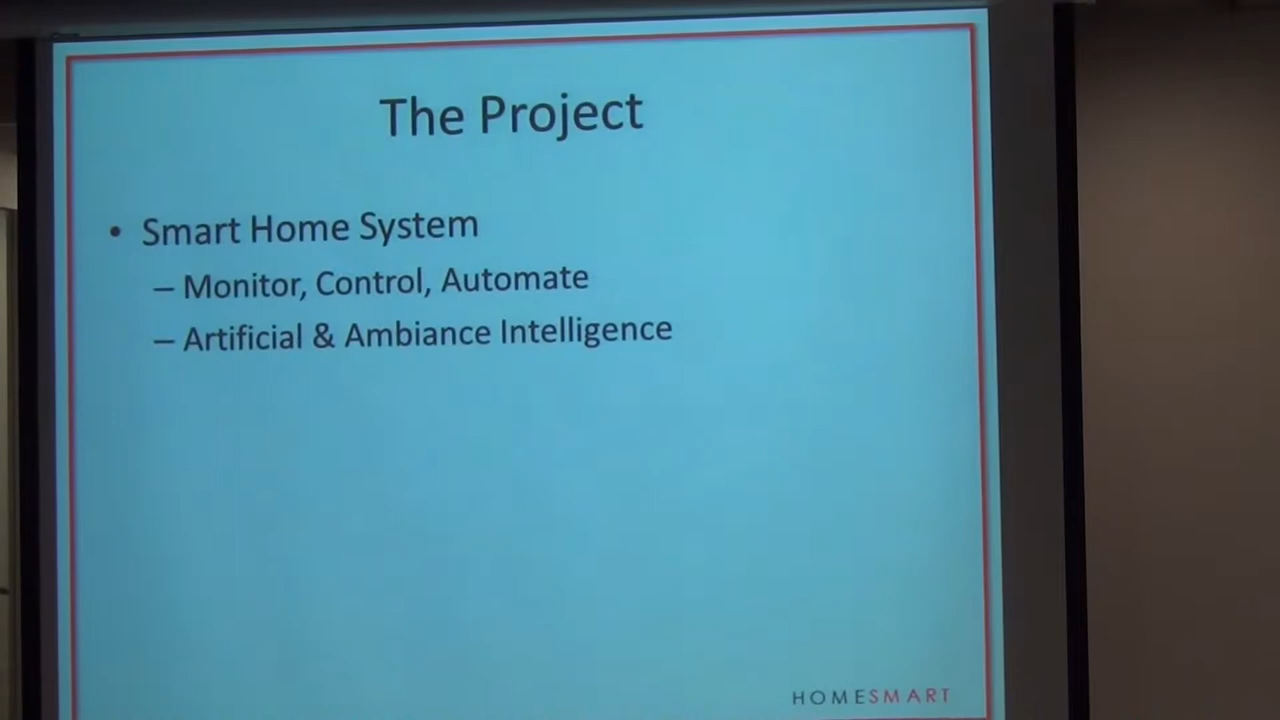 The Project
• Smart Home System
– Monitor, Control, Automate
– Artificial & Ambiance Intelligence
HOMESMART